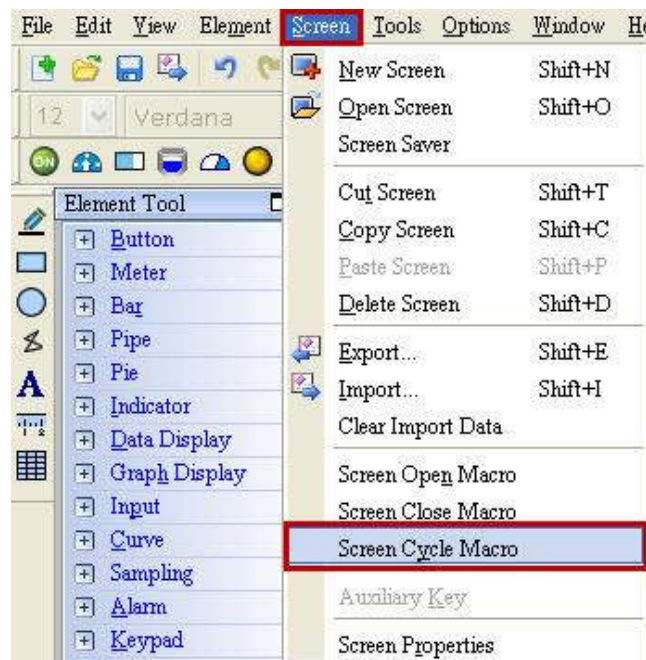 File Edit View Element Screen Tools Options Window
12 Verdana
ON
Element Tool
Button
Meter
Bar
Pipe
Pie
Indicator
Data Display
Graph Display
Input
Curve
Sampling
Alarm
Keypad
A
New Screen Shift+N
Open Screen Shift+O
Screen Saver
Cut Screen Shift+T
Copy Screen Shift+C
Paste Screen Shift+P
Delete Screen Shift+D
Export... Shift+E
Import... Shift+I
Clear Import Data
Screen Open Macro
Screen Close Macro
Screen Cycle Macro
Auxiliary Key
Screen Properties